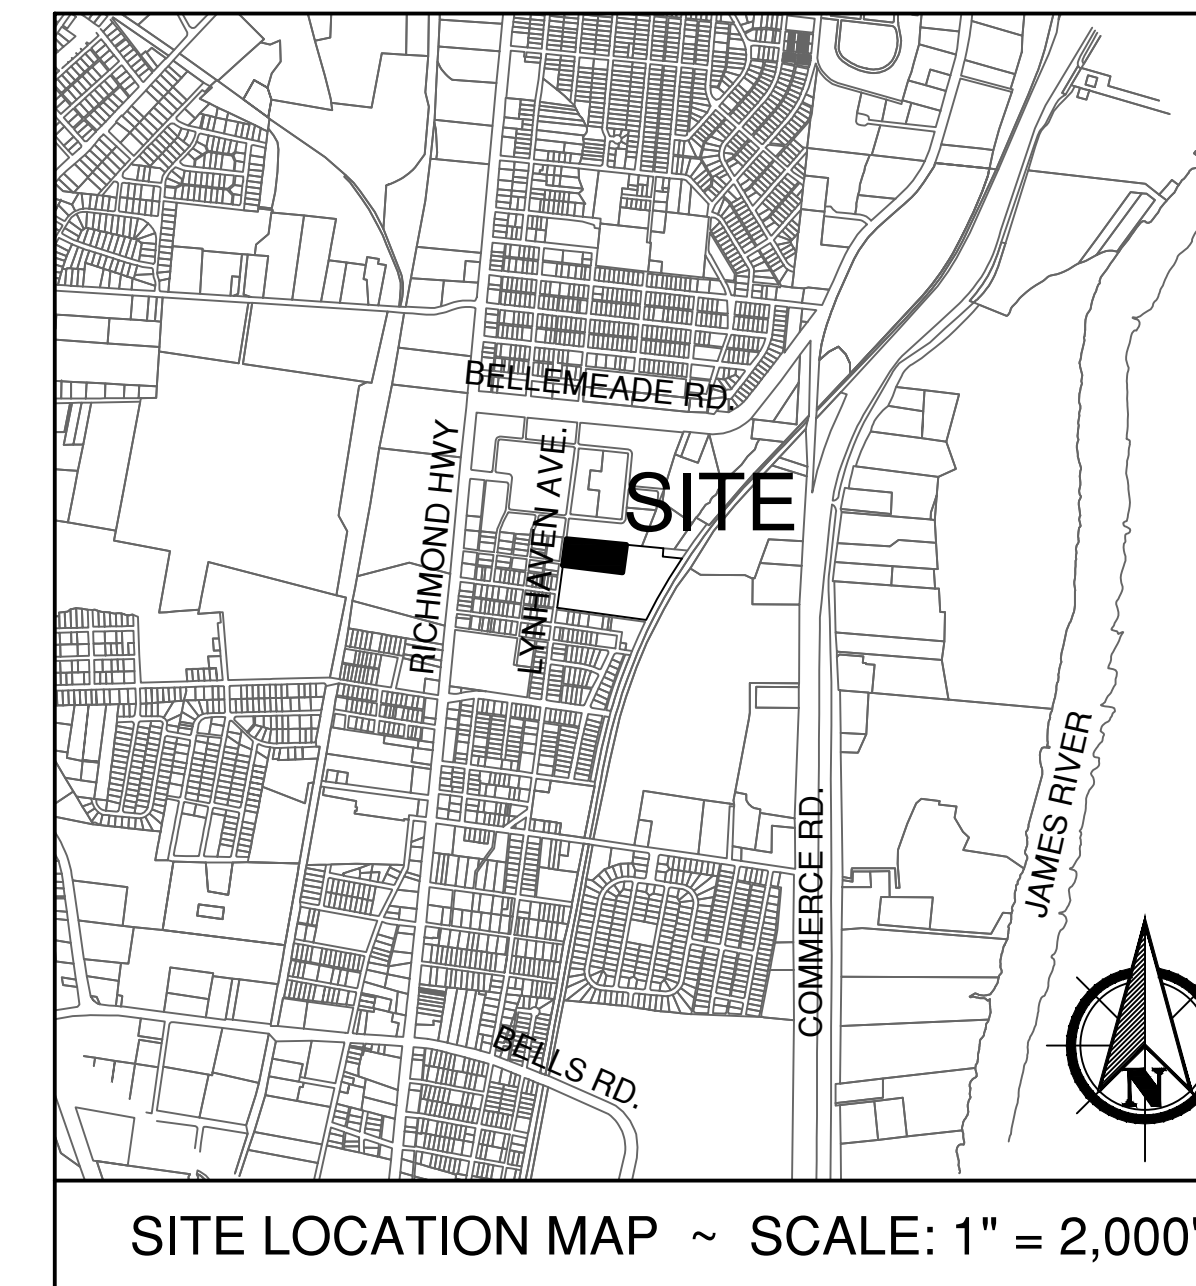 BELLEMEADE RD.
RICHMOND HWY
LYNHAVEN AVE.
SITE
JAMES RIVER
COMMERCE RD.
BELLS RD.
N
SITE LOCATION MAP ~ SCALE: 1" = 2,000'